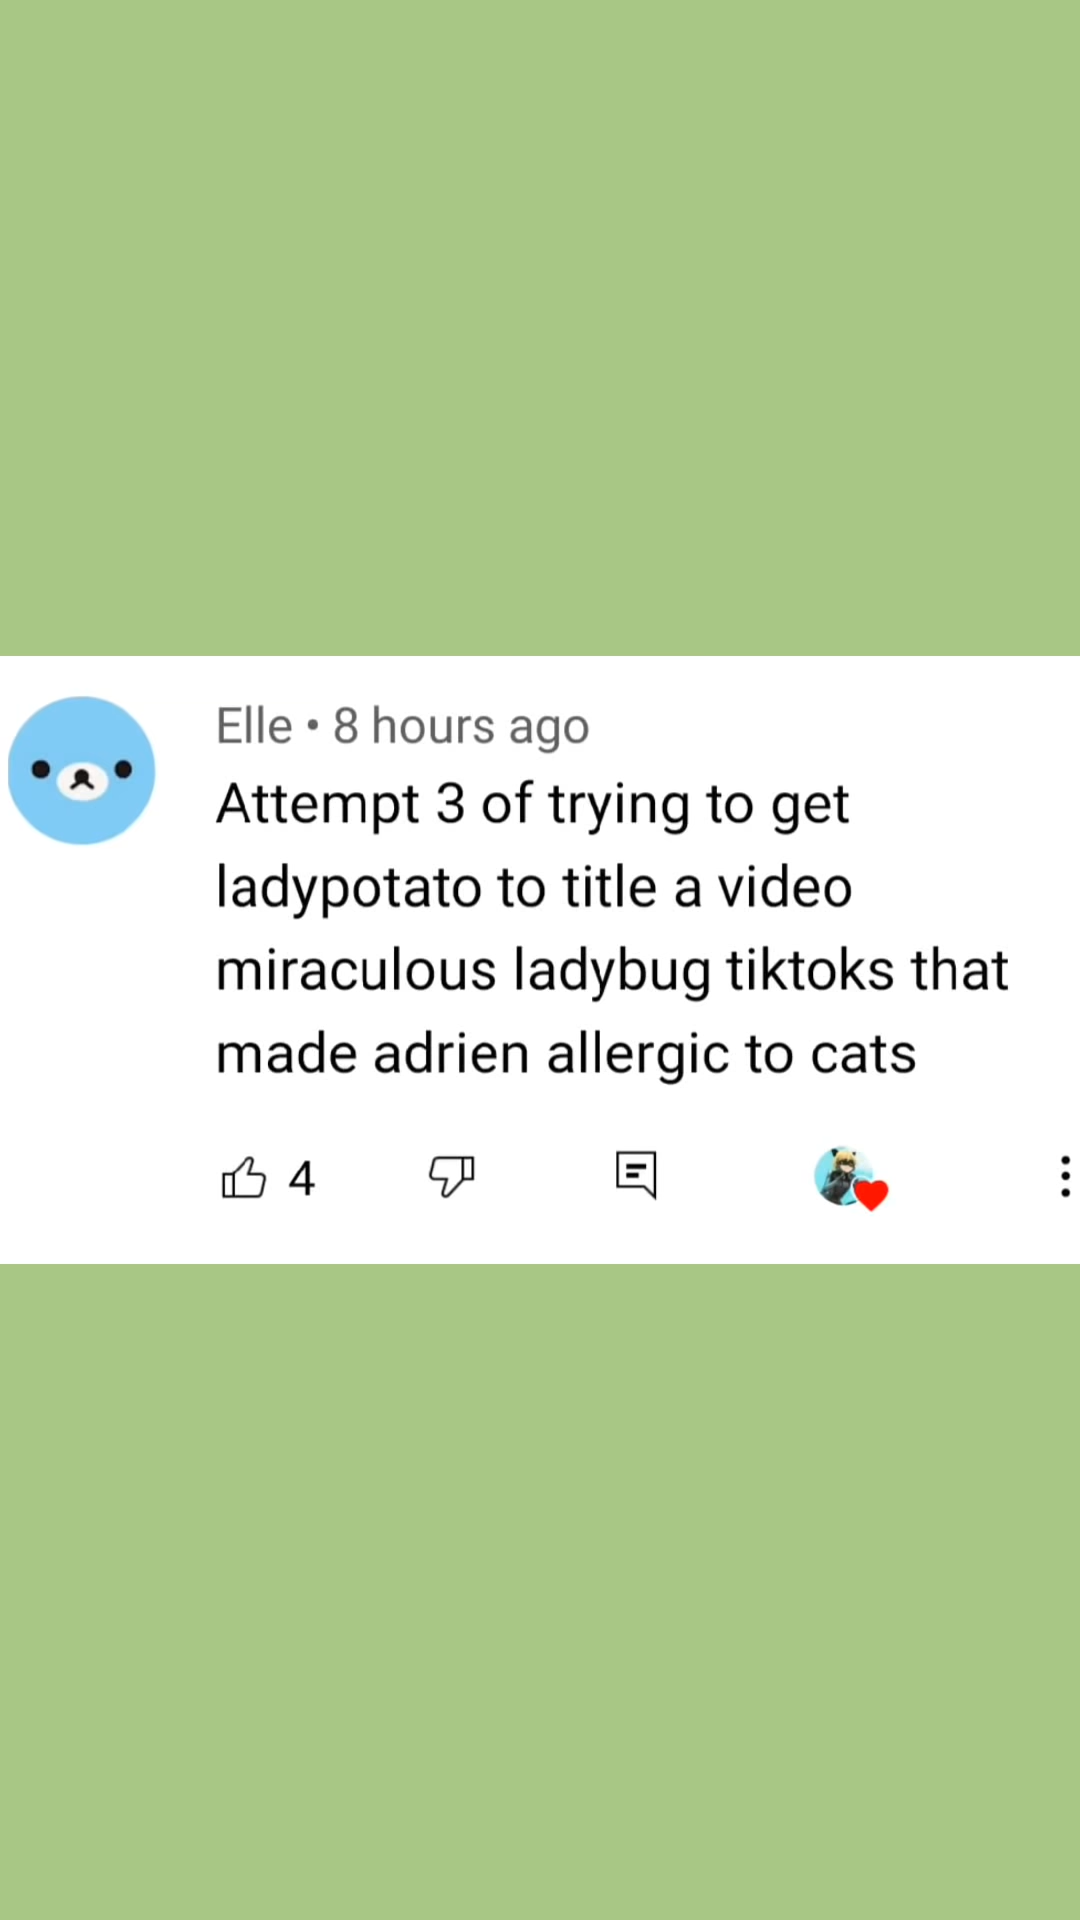 Elle • 8 hours ago
Attempt 3 of trying to get
ladypotato to title a video
miraculous ladybug tiktoks that
made adrien allergic to cats
4